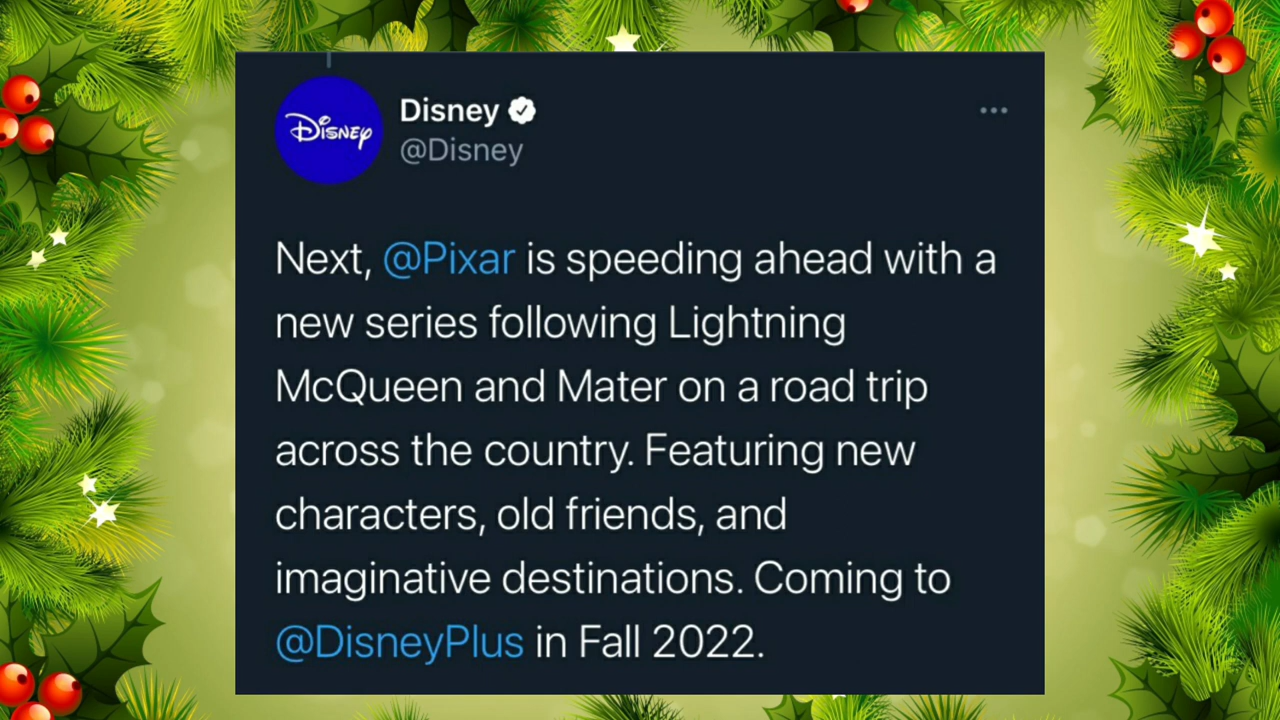 Disney
Disney
@Disney
Next, @Pixar is speeding ahead with a
new series following Lightning
McQueen and Mater on a road trip
across the country. Featuring new
characters, old friends, and
imaginative destinations. Coming to
@DisneyPlus in Fall 2022.